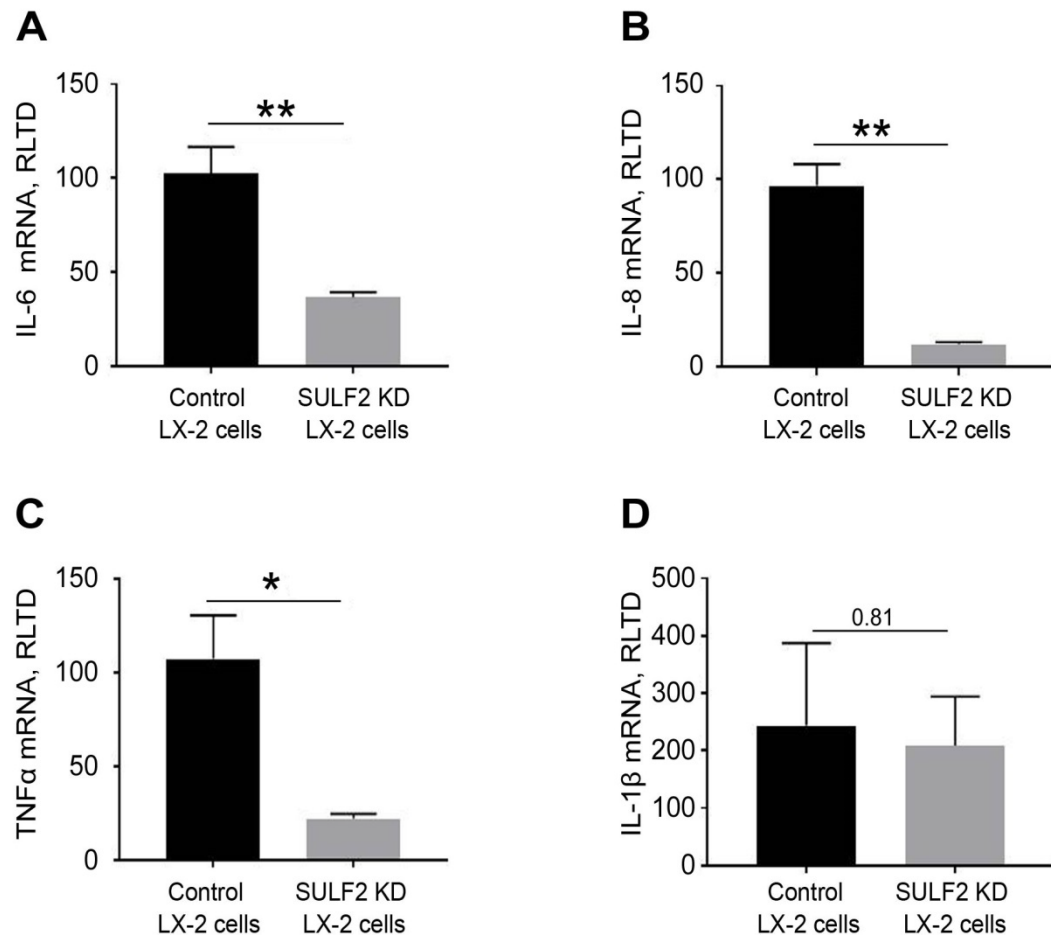 A
IL-6 mRNA, RLTD
150
100
50
0
**
Control
LX-2 cells
SULF2 KD
LX-2 cells
B
IL-8 mRNA, RLTD
150
100
50
0
**
Control
LX-2 cells
SULF2 KD
LX-2 cells
C
TNFα mRNA, RLTD
150
100
50
0
*
Control
LX-2 cells
SULF2 KD
LX-2 cells
D
IL-1β mRNA, RLTD
500
400
300
200
100
0
0.81
Control
LX-2 cells
SULF2 KD
LX-2 cells